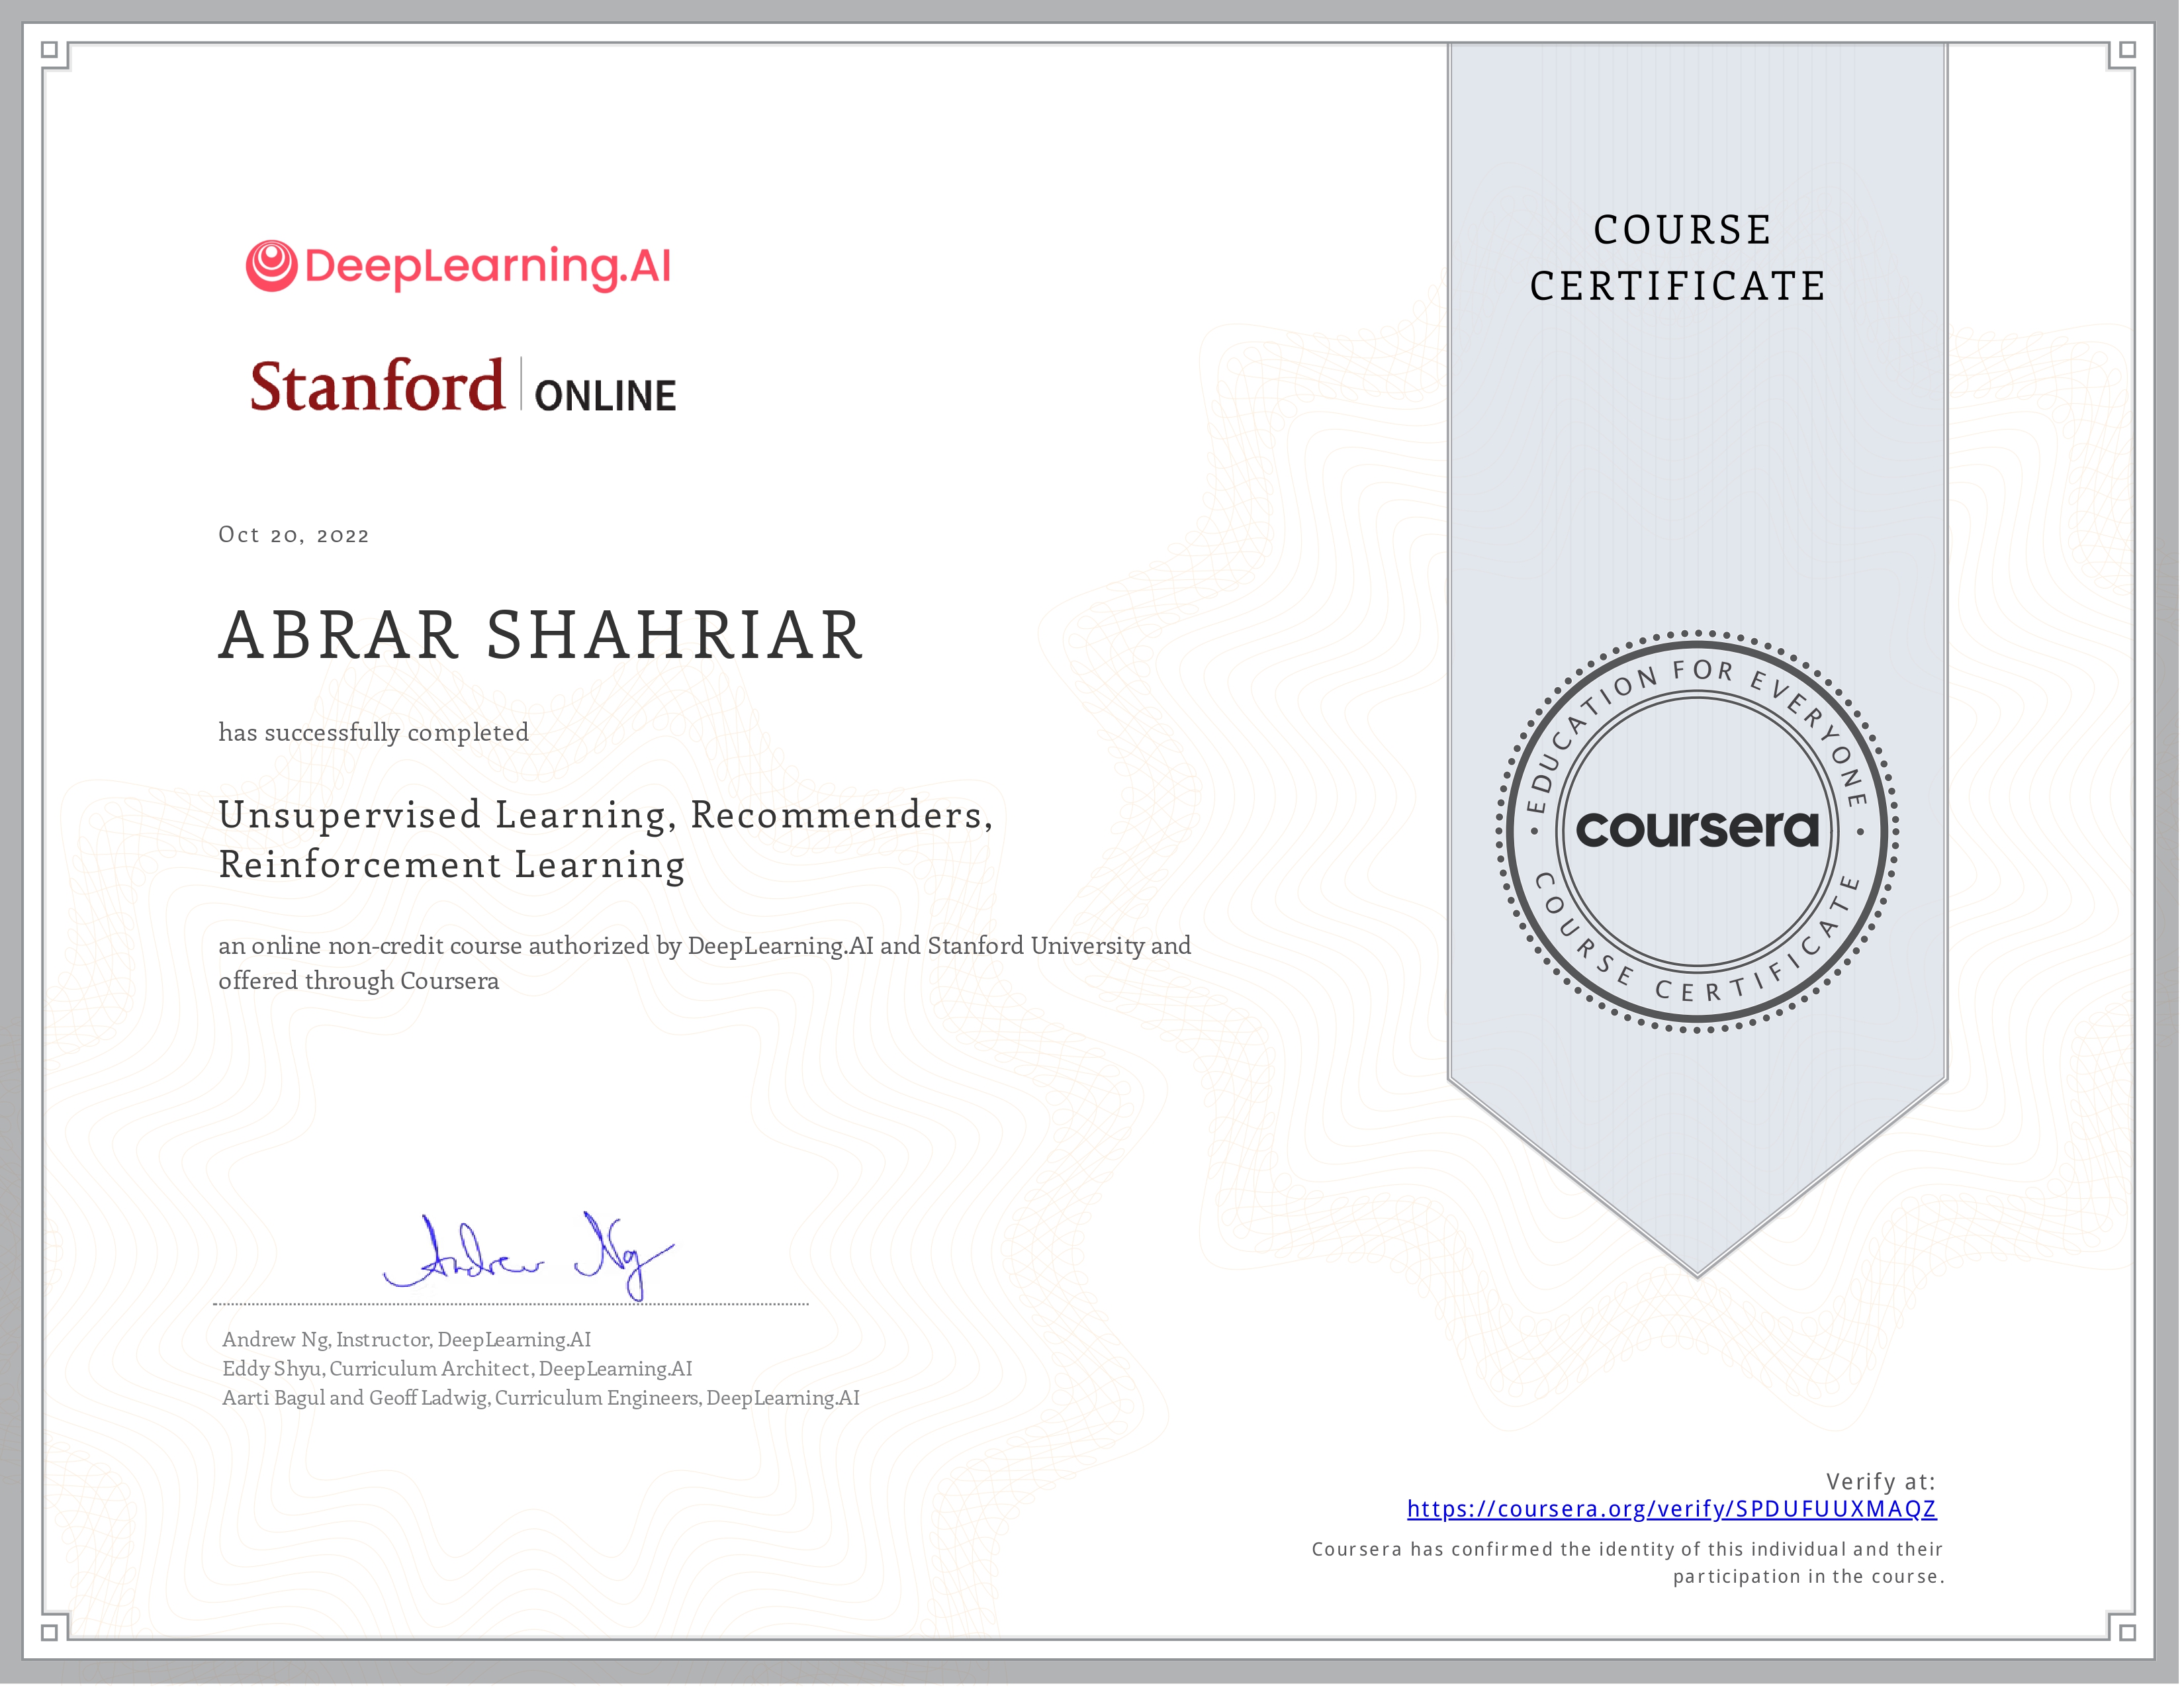 DeepLearning.AI
Stanford | ONLINE
Oct 20, 2022
ABRAR SHAHRIAR
has successfully completed
Unsupervised Learning, Recommenders,
Reinforcement Learning
an online non-credit course authorized by DeepLearning.AI and Stanford University and
offered through Coursera
Andrew Ng
Andrew Ng, Instructor, DeepLearning.AI
Eddy Shyu, Curriculum Architect, DeepLearning.AI
Aarti Bagul and Geoff Ladwig, Curriculum Engineers, DeepLearning.AI
COURSE
CERTIFICATE
EDUCATION FOR EVERYONE
coursera
COURSE CERTIFICATE
Verify at:
https://coursera.org/verify/SPDUFUUXMAQZ
Coursera has confirmed the identity of this individual and their
participation in the course.